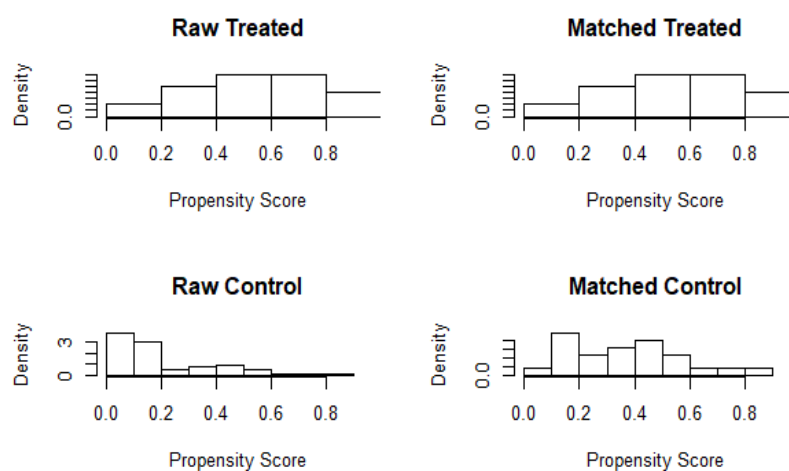 Raw Treated
Density
0.0
0.0 0.2 0.4 0.6 0.8
Propensity Score
Matched Treated
Density
0.0
0.0 0.2 0.4 0.6 0.8
Propensity Score
Raw Control
Density
3
0
0.0 0.2 0.4 0.6 0.8
Propensity Score
Matched Control
Density
0.0
0.0 0.2 0.4 0.6 0.8
Propensity Score